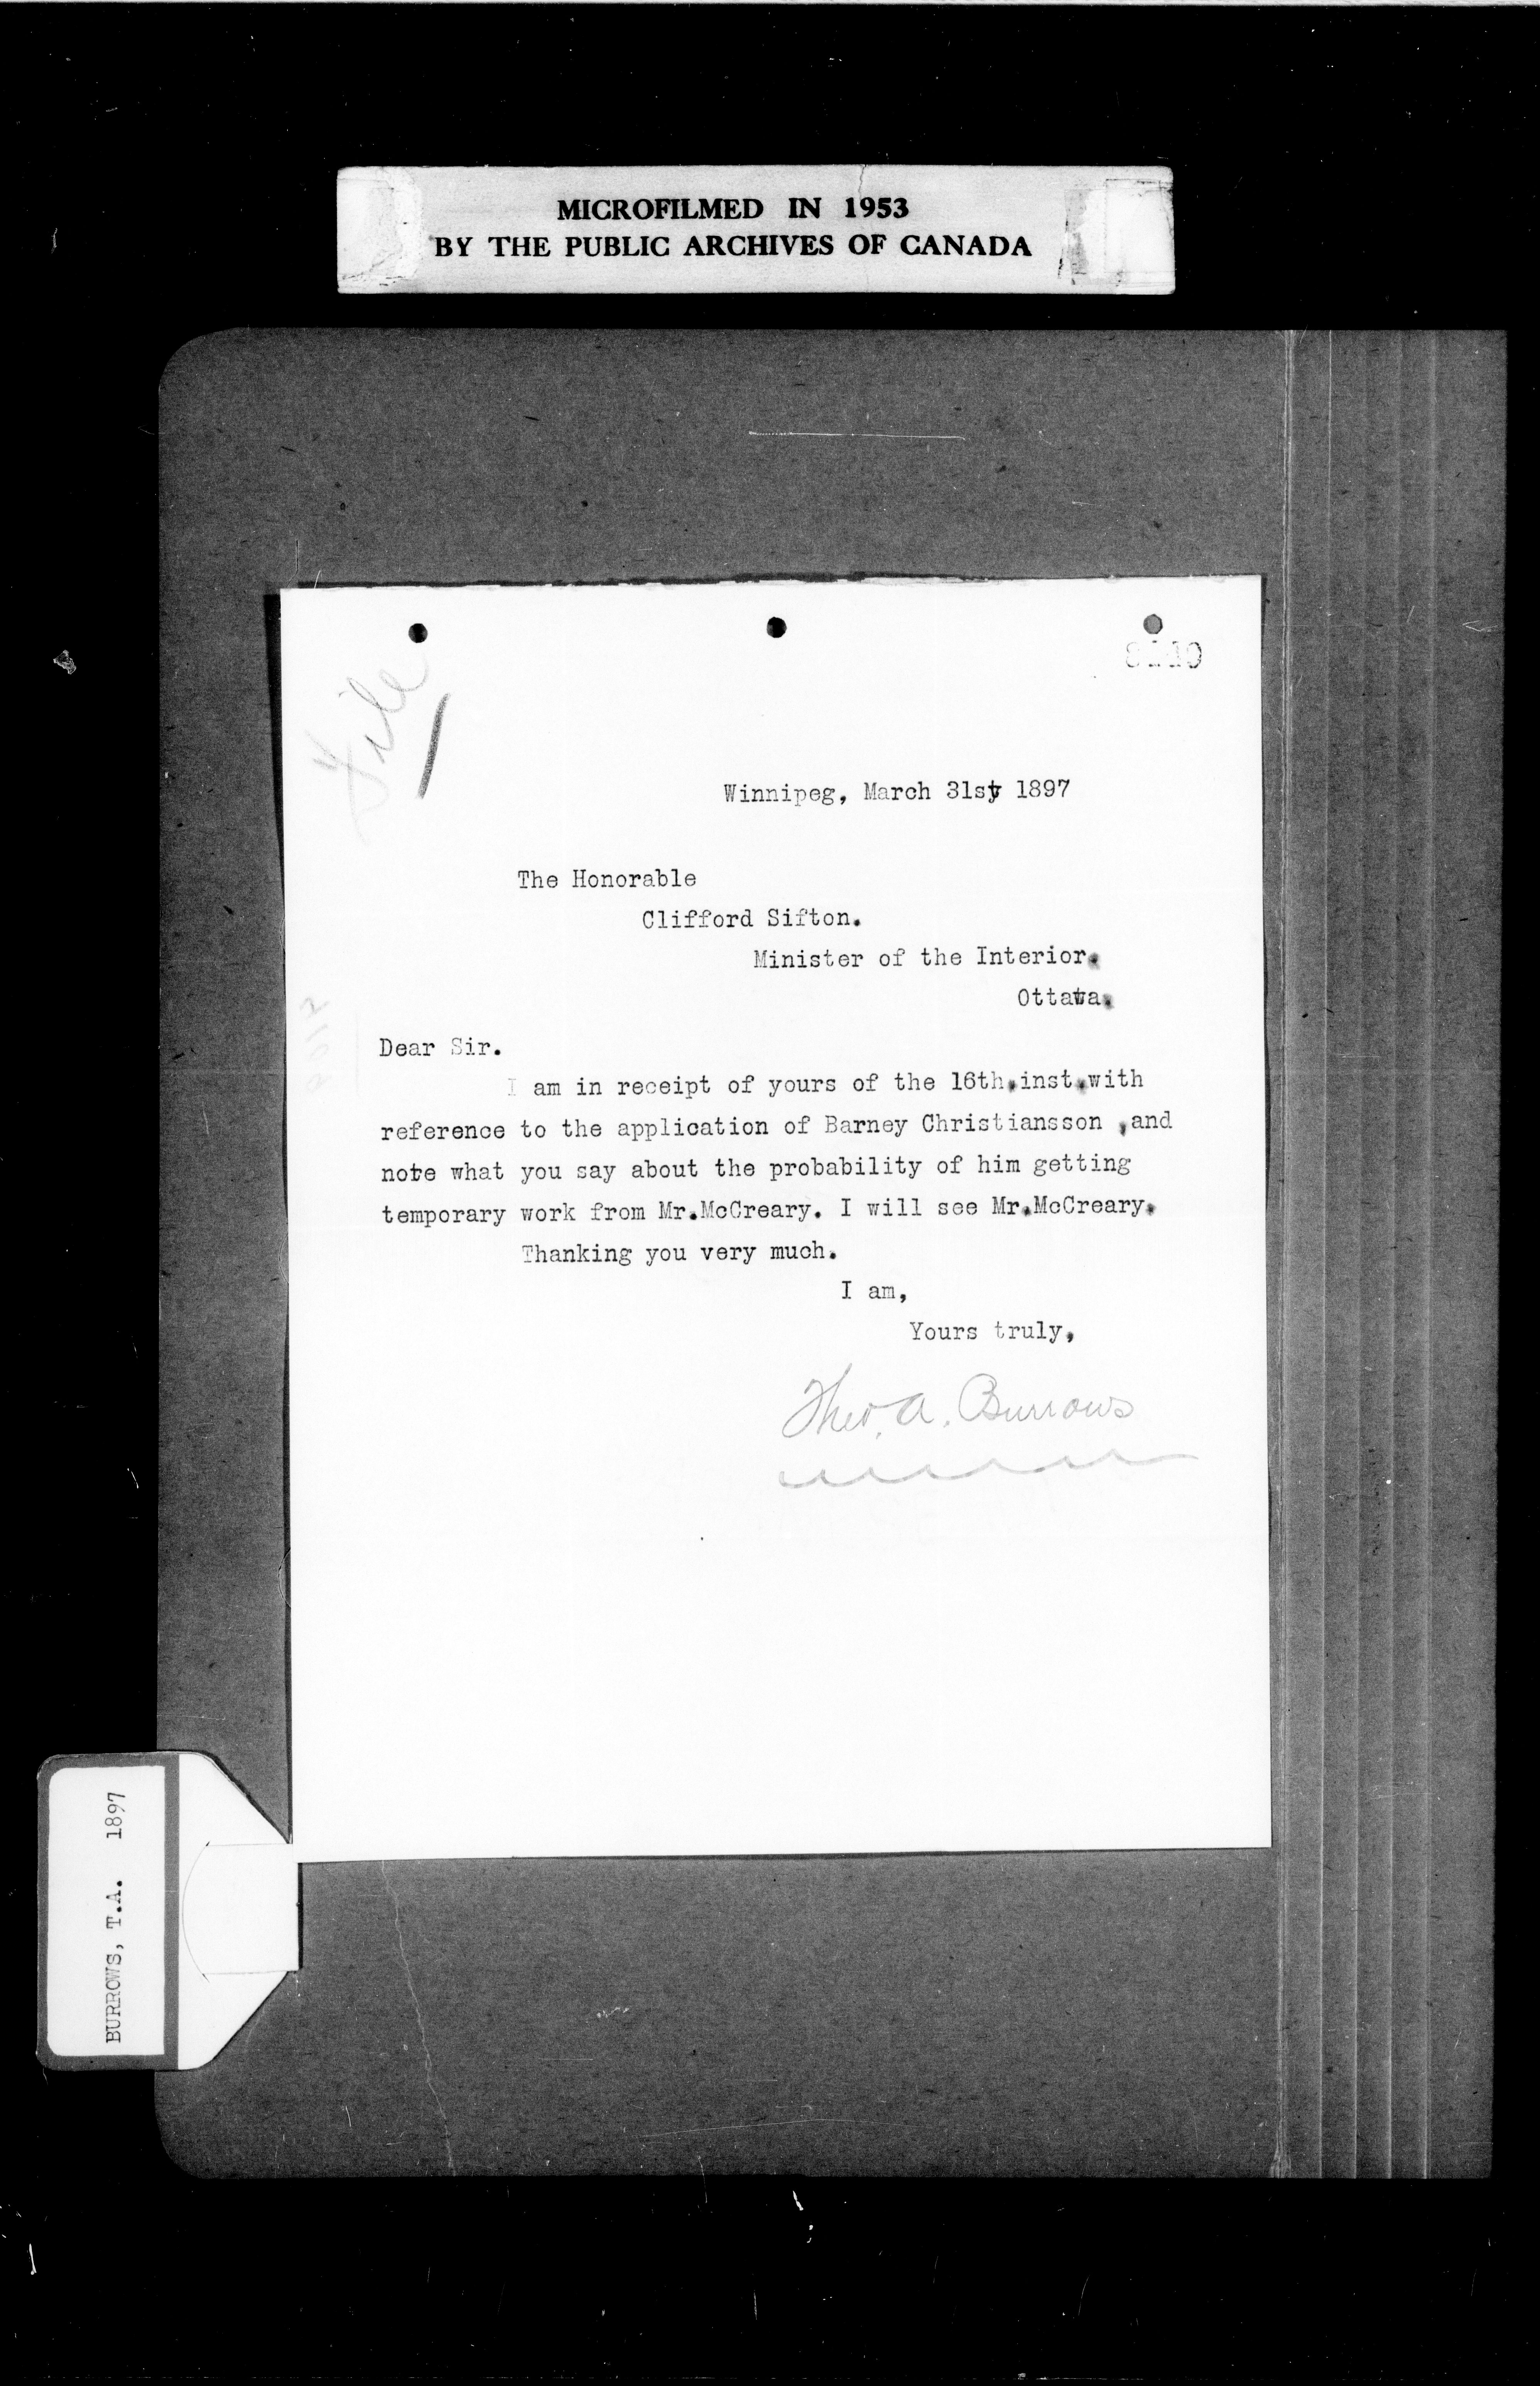 MICROFILMED IN 1953
BY THE PUBLIC ARCHIVES OF CANADA
File
Winnipeg, March 31st 1897
The Honorable
Clifford Sifton.
Minister of the Interior.
Ottawa.
Dear Sir.
I am in receipt of yours of the 16th.inst.with
reference to the application of Barney Christiansson ,and
note what you say about the probability of him getting
temporary work from Mr.McCreary. I will see Mr.McCreary.
Thanking you very much.
I am,
Yours truly,
Theo. A. Burrows
BURROWS, T.A. 1897